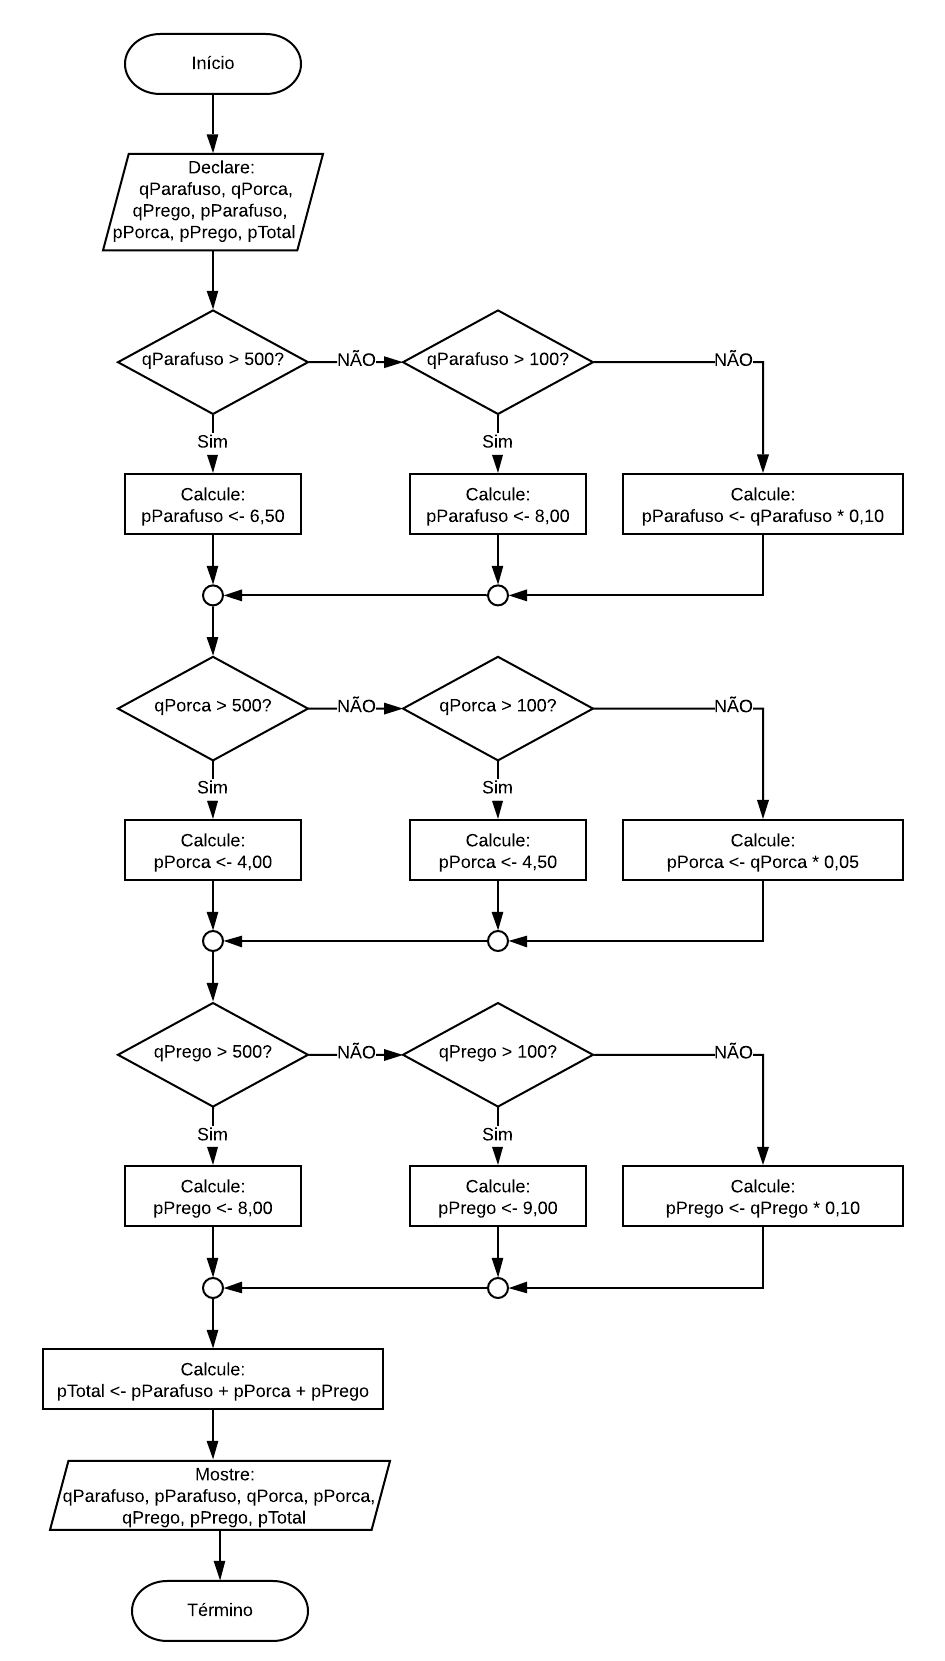 Início
Declare:
qParafuso, qPorca,
qPrego, pParafuso,
pPorca, pPrego, pTotal
qParafuso > 500?
NÃO
qParafuso > 100?
NÃO
Sim
Sim
Calcule:
pParafuso <- 6,50
Calcule:
pParafuso <- 8,00
Calcule:
pParafuso <- qParafuso * 0,10
qPorca > 500?
NÃO
qPorca > 100?
NÃO
Sim
Sim
Calcule:
pPorca <- 4,00
Calcule:
pPorca <- 4,50
Calcule:
pPorca <- qPorca * 0,05
qPrego > 500?
NÃO
qPrego > 100?
NÃO
Sim
Sim
Calcule:
pPrego <- 8,00
Calcule:
pPrego <- 9,00
Calcule:
pPrego <- qPrego * 0,10
Calcule:
pTotal <- pParafuso + pPorca + pPrego
Mostre:
qParafuso, pParafuso, qPorca, pPorca,
qPrego, pPrego, pTotal
Término